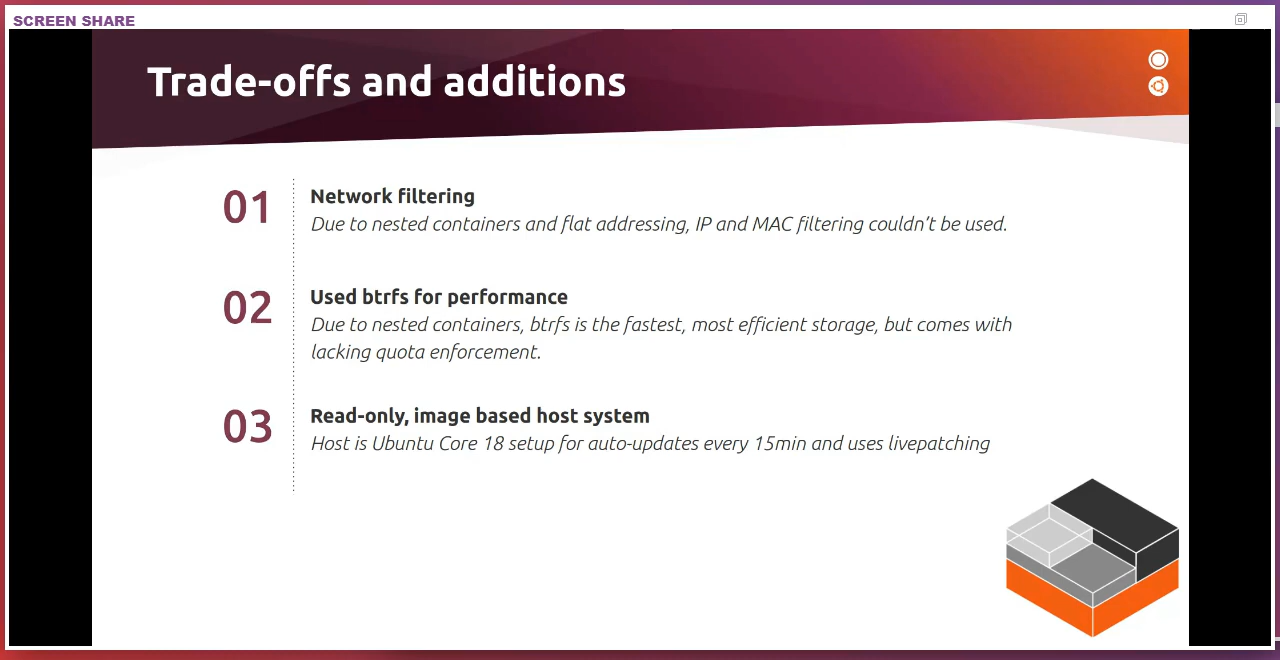 SCREEN SHARE
Trade-offs and additions
01
Network filtering
Due to nested containers and flat addressing, IP and MAC filtering couldn’t be used.
02
Used btrfs for performance
Due to nested containers, btrfs is the fastest, most efficient storage, but comes with
lacking quota enforcement.
03
Read-only, image based host system
Host is Ubuntu Core 18 setup for auto-updates every 15min and uses livepatching